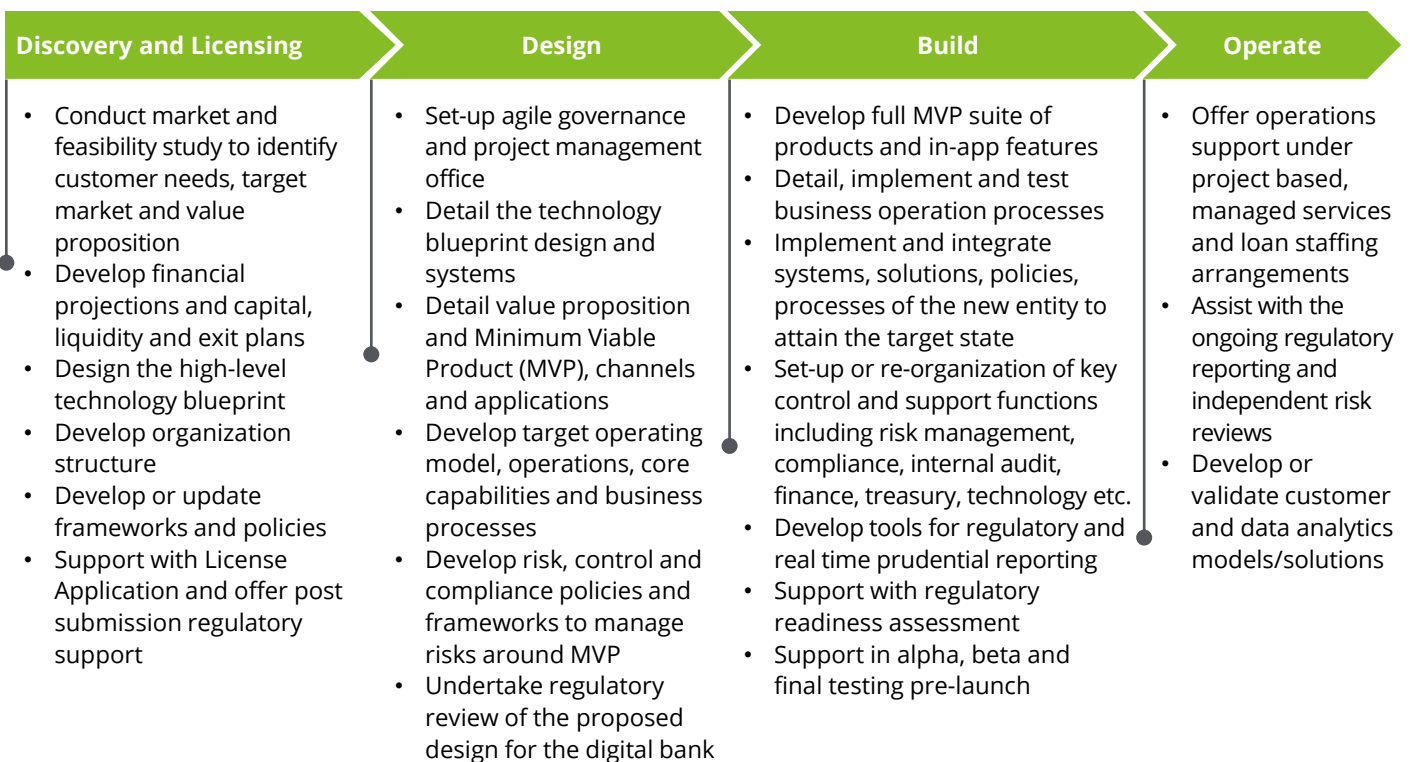 Discovery and Licensing
• Conduct market and
feasibility study to identify
customer needs, target
market and value
proposition
• Develop financial
projections and capital,
liquidity and exit plans
• Design the high-level
technology blueprint
• Develop organization
structure
• Develop or update
frameworks and policies
• Support with License
Application and offer post
submission regulatory
support
Design
• Set-up agile governance
and project management
office
• Detail the technology
blueprint design and
systems
• Detail value proposition
and Minimum Viable
Product (MVP), channels
and applications
• Develop target operating
model, operations, core
capabilities and business
processes
• Develop risk, control and
compliance policies and
frameworks to manage
risks around MVP
• Undertake regulatory
review of the proposed
design for the digital bank
Build
• Develop full MVP suite of
products and in-app features
• Detail, implement and test
business operation processes
• Implement and integrate
systems, solutions, policies,
processes of the new entity to
attain the target state
• Set-up or re-organization of key
control and support functions
including risk management,
compliance, internal audit,
finance, treasury, technology etc.
• Develop tools for regulatory and
real time prudential reporting
• Support with regulatory
readiness assessment
• Support in alpha, beta and
final testing pre-launch
Operate
• Offer operations
support under
project based,
managed services
and loan staffing
arrangements
• Assist with the
ongoing regulatory
reporting and
independent risk
reviews
• Develop or
validate customer
and data analytics
models/solutions